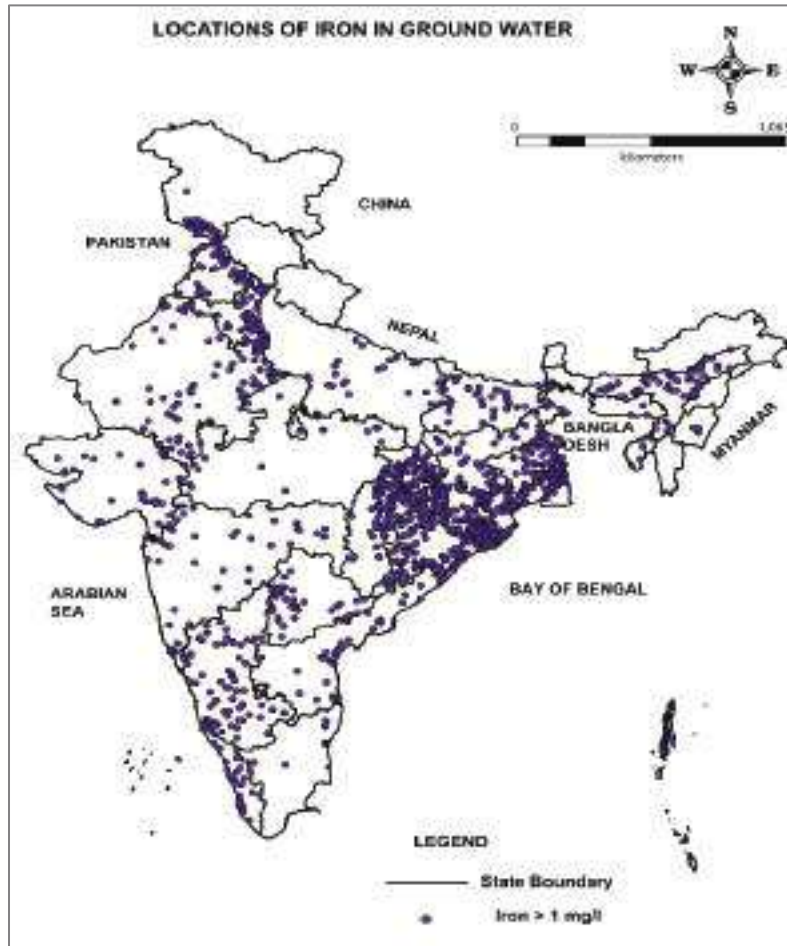 LOCATIONS OF IRON IN GROUND WATER
N
W E
S
0
kilometers
CHINA
PAKISTAN
NEPAL
BANGLA
DESH
MYANMAR
ARABIAN
SEA
BAY OF BENGAL
LEGEND
State Boundary
Iron > 1 mg/l